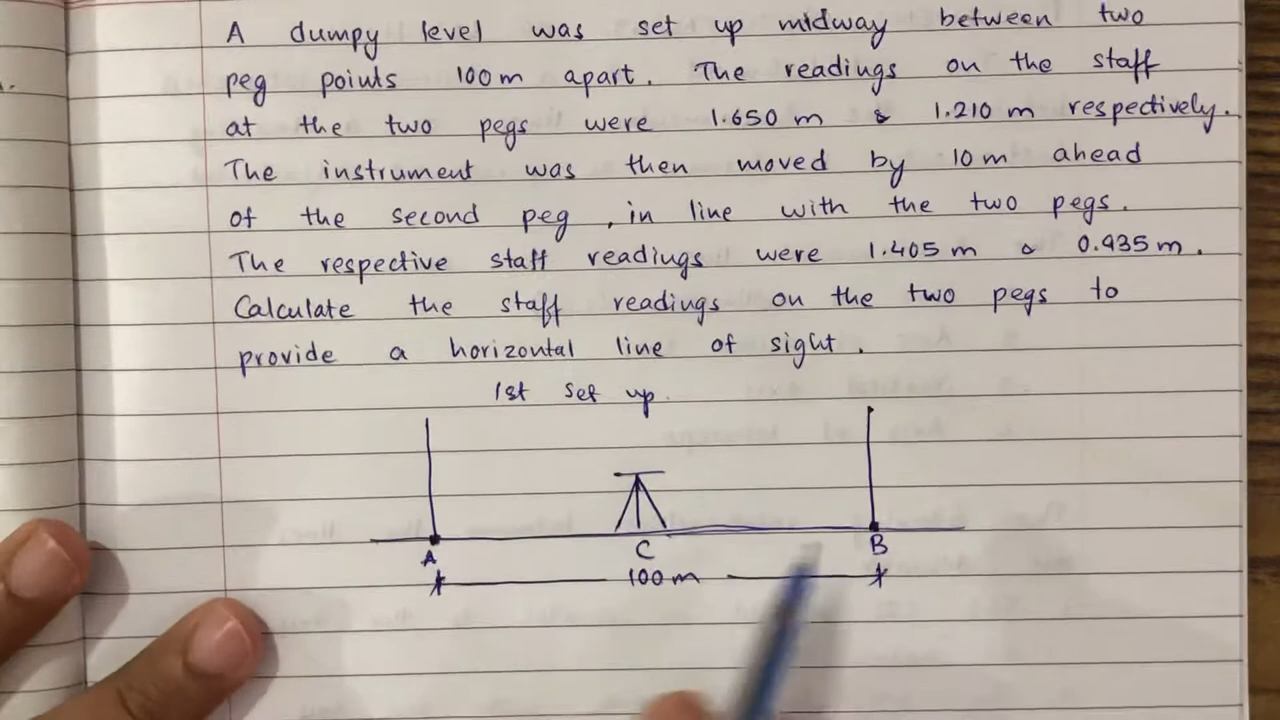 A dumpy level was set up midway between two
peg points 100m apart. The readings on the staff
at the two pegs were 1.650 m & 1.210 m respectively.
The instrument was then moved by 10m ahead
of the second peg, in line with the two pegs.
The respective staff readings were 1.405 m & 0.935 m.
Calculate the staff readings on the two pegs to
provide a horizontal line of sight.
1st set up.
A C B
100m